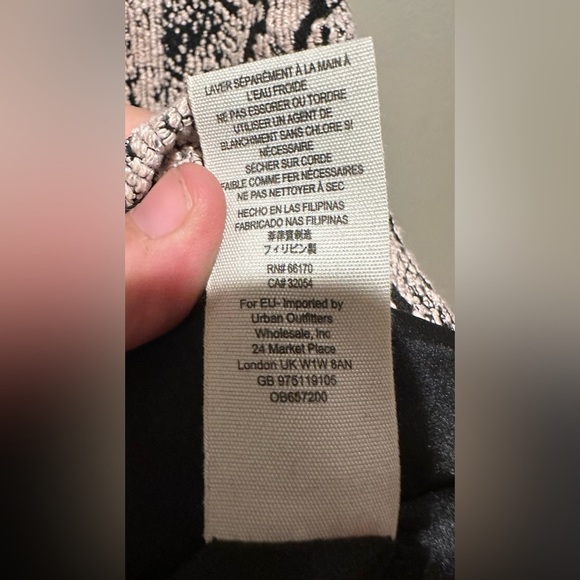 LAVER SÉPARÉMENT À LA MAIN À
L'EAU FROIDE
NE PAS ESSORER OU TORDRE
UTILISER UN AGENT DE
BLANCHIMENT SANS CHLORE SI
NÉCESSAIRE
SÉCHER SUR CORDE
FAIBLE COMME FER NÉCESSAIRES
NE PAS NETTOYER À SEC
HECHO EN LAS FILIPINAS
FABRICADO NAS FILIPINAS
菲律賓製造
フィリピン製
RN# 66170
CA# 32054
For EU- Imported by
Urban Outfitters
Wholesale, Inc
24 Market Place
London UK W1W 8AN
GB 975119105
OB657200